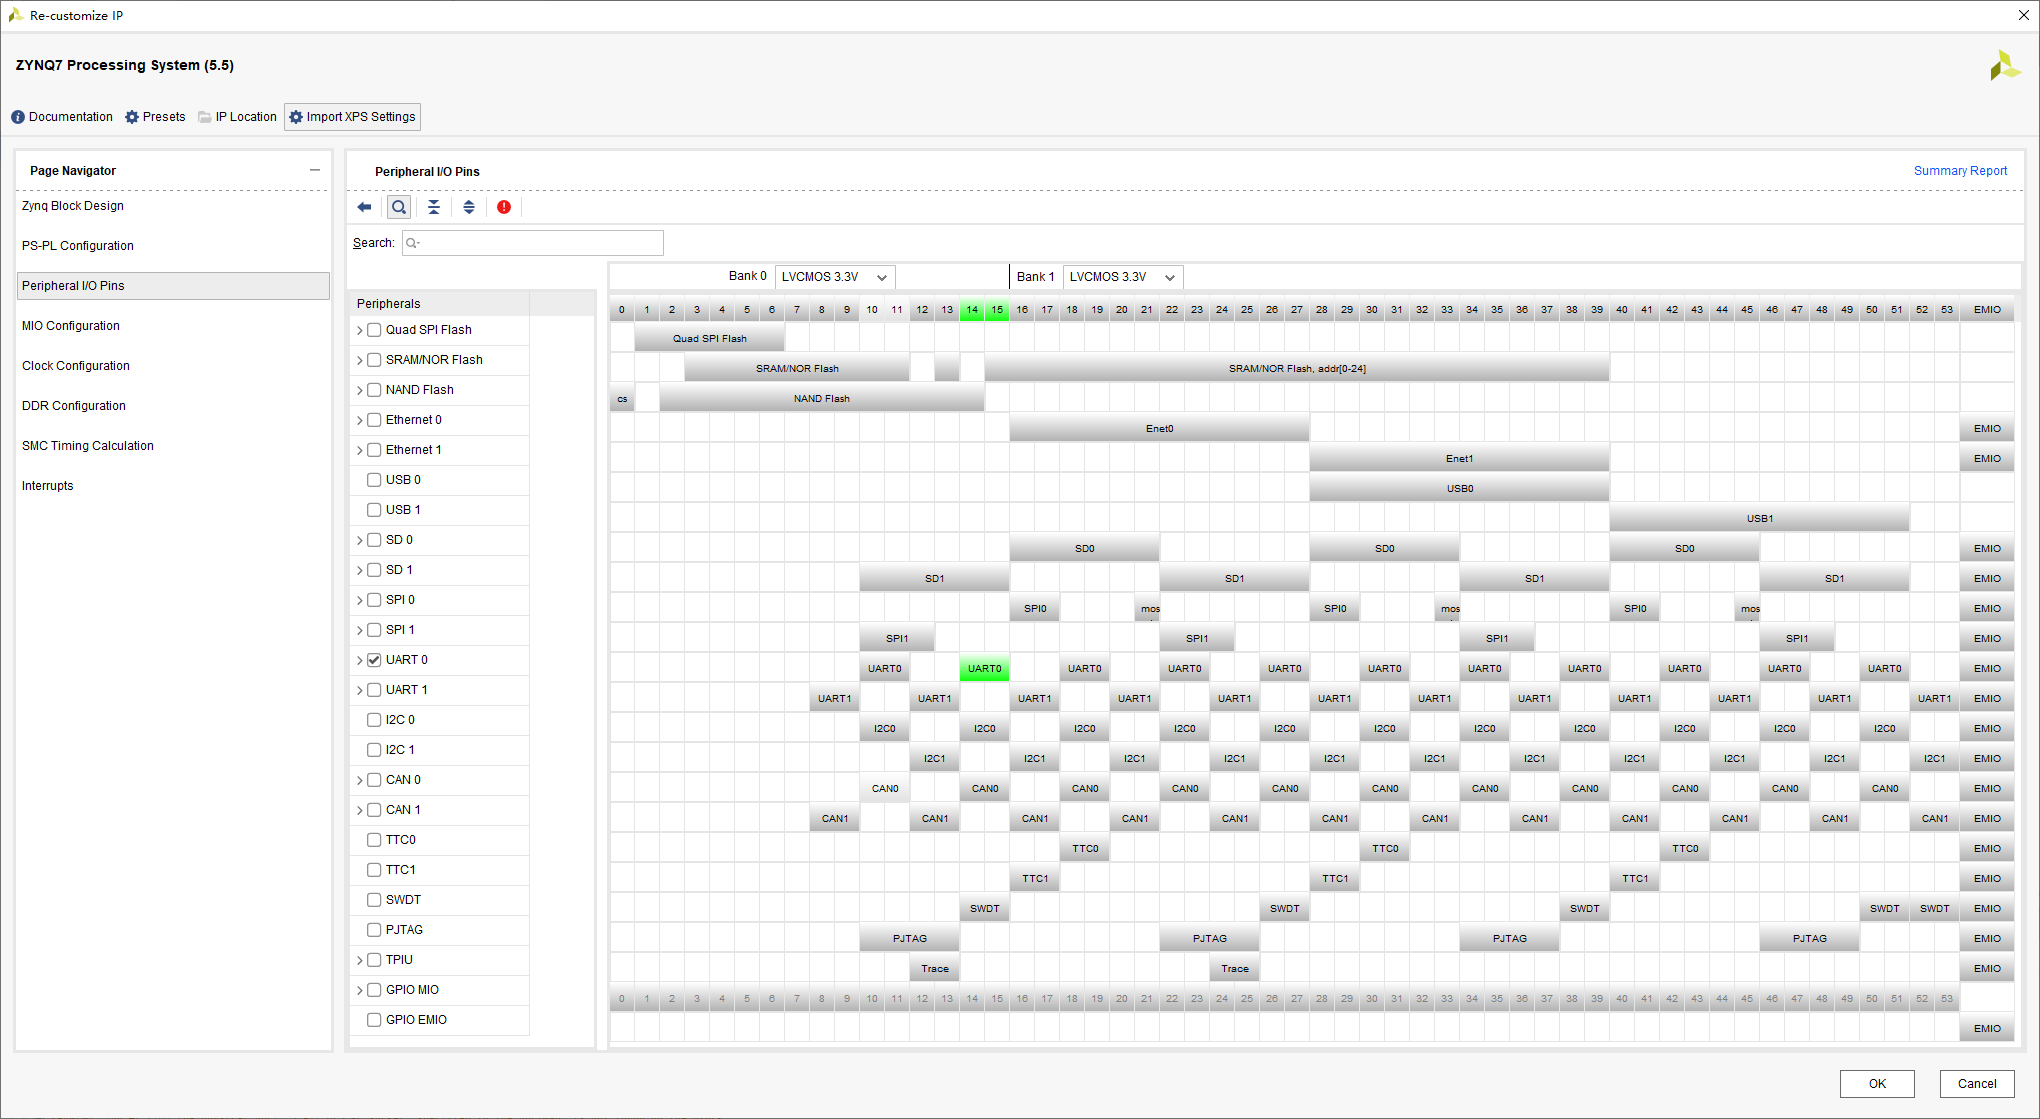 Re-customize IP
ZYNQ7 Processing System (5.5)
Documentation Presets IP Location Import XPS Settings
Page Navigator
Zynq Block Design
PS-PL Configuration
Peripheral I/O Pins
MIO Configuration
Clock Configuration
DDR Configuration
SMC Timing Calculation
Interrupts
Peripheral I/O Pins Summary Report
Search:
Bank 0 LVCMOS 3.3V Bank 1 LVCMOS 3.3V
Peripherals
0 1 2 3 4 5 6 7 8 9 10 11 12 13 14 15 16 17 18 19 20 21 22 23 24 25 26 27 28 29 30 31 32 33 34 35 36 37 38 39 40 41 42 43 44 45 46 47 48 49 50 51 52 53 EMIO
Quad SPI Flash Quad SPI Flash
SRAM/NOR Flash SRAM/NOR Flash SRAM/NOR Flash, addr[0-24]
NAND Flash cs NAND Flash
Ethernet 0 Enet0 EMIO
Ethernet 1 Enet1 EMIO
USB 0 USB0
USB 1 USB1
SD 0 SD0 SD0 SD0 EMIO
SD 1 SD1 SD1 SD1 SD1 EMIO
SPI 0 SPI0 mos SPI0 mos SPI0 mos EMIO
SPI 1 SPI1 SPI1 SPI1 SPI1 EMIO
UART 0 UART0 UART0 UART0 UART0 UART0 UART0 UART0 UART0 UART0 UART0 UART0 EMIO
UART 1 UART1 UART1 UART1 UART1 UART1 UART1 UART1 UART1 UART1 UART1 UART1 UART1 EMIO
I2C 0 I2C0 I2C0 I2C0 I2C0 I2C0 I2C0 I2C0 I2C0 I2C0 I2C0 I2C0 EMIO
I2C 1 I2C1 I2C1 I2C1 I2C1 I2C1 I2C1 I2C1 I2C1 I2C1 I2C1 I2C1 EMIO
CAN 0 CAN0 CAN0 CAN0 CAN0 CAN0 CAN0 CAN0 CAN0 CAN0 CAN0 CAN0 EMIO
CAN 1 CAN1 CAN1 CAN1 CAN1 CAN1 CAN1 CAN1 CAN1 CAN1 CAN1 CAN1 CAN1 EMIO
TTC0 TTC0 TTC0 TTC0 EMIO
TTC1 TTC1 TTC1 TTC1 EMIO
SWDT SWDT SWDT SWDT SWDT SWDT EMIO
PJTAG PJTAG PJTAG PJTAG PJTAG EMIO
TPIU Trace Trace EMIO
GPIO MIO 0 1 2 3 4 5 6 7 8 9 10 11 12 13 14 15 16 17 18 19 20 21 22 23 24 25 26 27 28 29 30 31 32 33 34 35 36 37 38 39 40 41 42 43 44 45 46 47 48 49 50 51 52 53
GPIO EMIO EMIO
OK Cancel